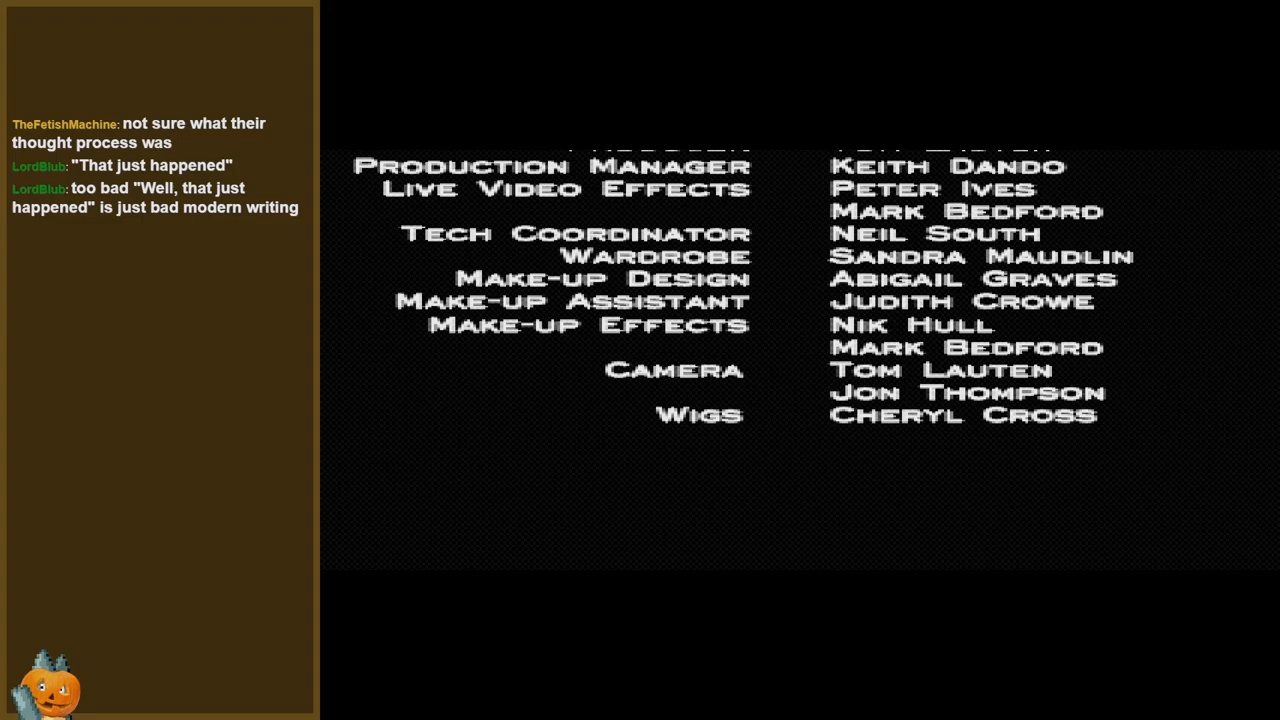 TheFetishMachine: not sure what their
thought process was
LordBlub: "That just happened"
LordBlub: too bad "Well, that just
happened" is just bad modern writing
Production Manager Keith Dando
Live Video Effects Peter Ives
Mark Bedford
Tech Coordinator Neil South
Wardrobe Sandra Maudlin
Make-up Design Abigail Graves
Make-up Assistant Judith Crowe
Make-up Effects Nik Hull
Mark Bedford
Camera Tom Lauten
Jon Thompson
Wigs Cheryl Cross